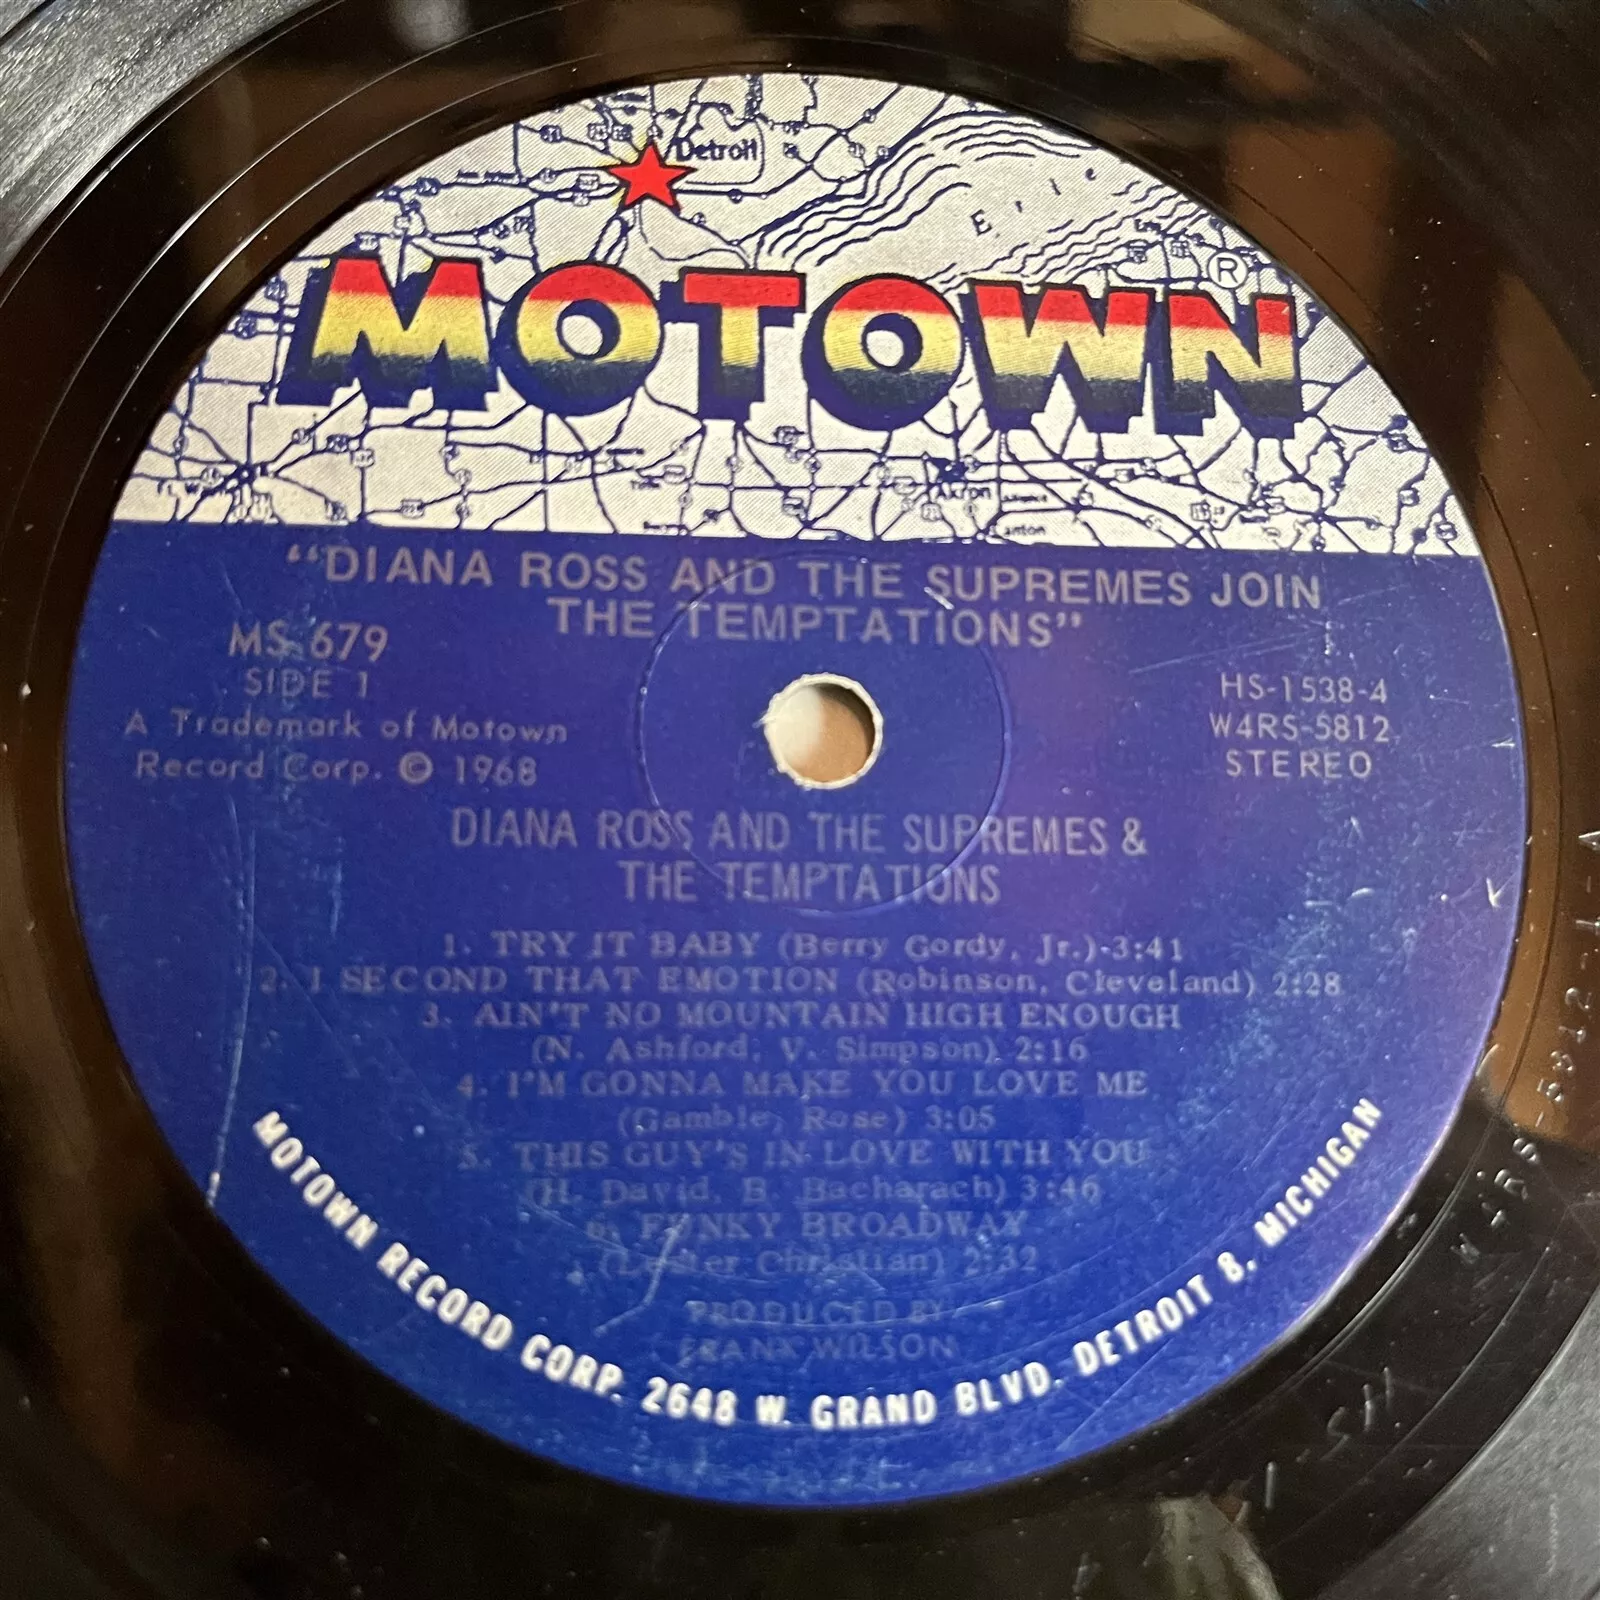 Detroit
Erie
MOTOWN®
Akron
Canton
"DIANA ROSS AND THE SUPREMES JOIN
THE TEMPTATIONS"
MS 679
SIDE 1
A Trademark of Motown
Record Corp. © 1968
HS-1538-4
W4RS-5812
STEREO
DIANA ROSS AND THE SUPREMES &
THE TEMPTATIONS
1. TRY IT BABY (Berry Gordy, Jr.)-3:41
2. I SECOND THAT EMOTION (Robinson, Cleveland) 2:28
3. AIN'T NO MOUNTAIN HIGH ENOUGH
(N. Ashford, V. Simpson) 2:16
4. I'M GONNA MAKE YOU LOVE ME
(Gamble, Rose) 3:05
5. THIS GUY'S IN LOVE WITH YOU
(H. David, B. Bacharach) 3:46
6. FUNKY BROADWAY
(Lester Christian) 2:32
PRODUCED BY
FRANK WILSON
MOTOWN RECORD CORP. 2648 W. GRAND BLVD. DETROIT 8, MICHIGAN